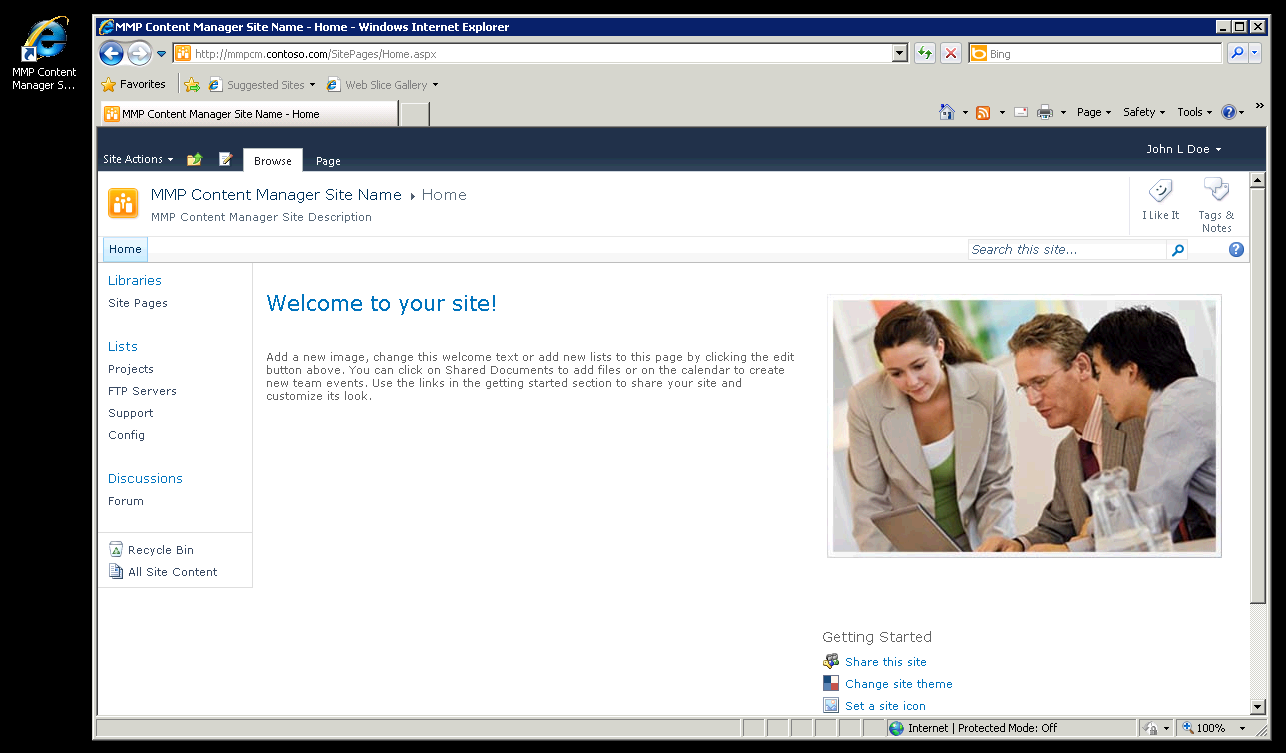 MMP Content
Manager S...
MMP Content Manager Site Name - Home - Windows Internet Explorer
http://mmpcm.contoso.com/SitePages/Home.aspx
Bing
Favorites
Suggested Sites
Web Slice Gallery
MMP Content Manager Site Name - Home
Page
Safety
Tools
»
John L Doe
Site Actions
Browse
Page
MMP Content Manager Site Name
Home
MMP Content Manager Site Description
I Like It
Tags &
Notes
Home
Search this site...
Libraries
Site Pages
Lists
Projects
FTP Servers
Support
Config
Discussions
Forum
Recycle Bin
All Site Content
Welcome to your site!
Add a new image, change this welcome text or add new lists to this page by clicking the edit
button above. You can click on Shared Documents to add files or on the calendar to create
new team events. Use the links in the getting started section to share your site and
customize its look.
Getting Started
Share this site
Change site theme
Set a site icon
Internet | Protected Mode: Off
100%